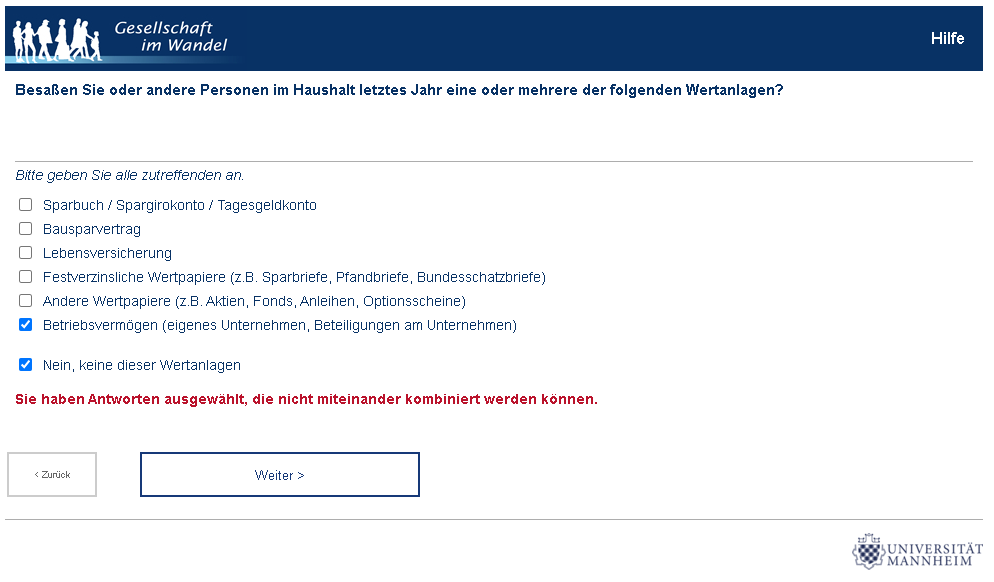 Gesellschaft
im Wandel
Hilfe
Besaßen Sie oder andere Personen im Haushalt letztes Jahr eine oder mehrere der folgenden Wertanlagen?
Bitte geben Sie alle zutreffenden an.
Sparbuch / Spargirokonto / Tagesgeldkonto
Bausparvertrag
Lebensversicherung
Festverzinsliche Wertpapiere (z.B. Sparbriefe, Pfandbriefe, Bundesschatzbriefe)
Andere Wertpapiere (z.B. Aktien, Fonds, Anleihen, Optionsscheine)
Betriebsvermögen (eigenes Unternehmen, Beteiligungen am Unternehmen)
Nein, keine dieser Wertanlagen
Sie haben Antworten ausgewählt, die nicht miteinander kombiniert werden können.
< Zurück
Weiter >
UNIVERSITÄT
MANNHEIM